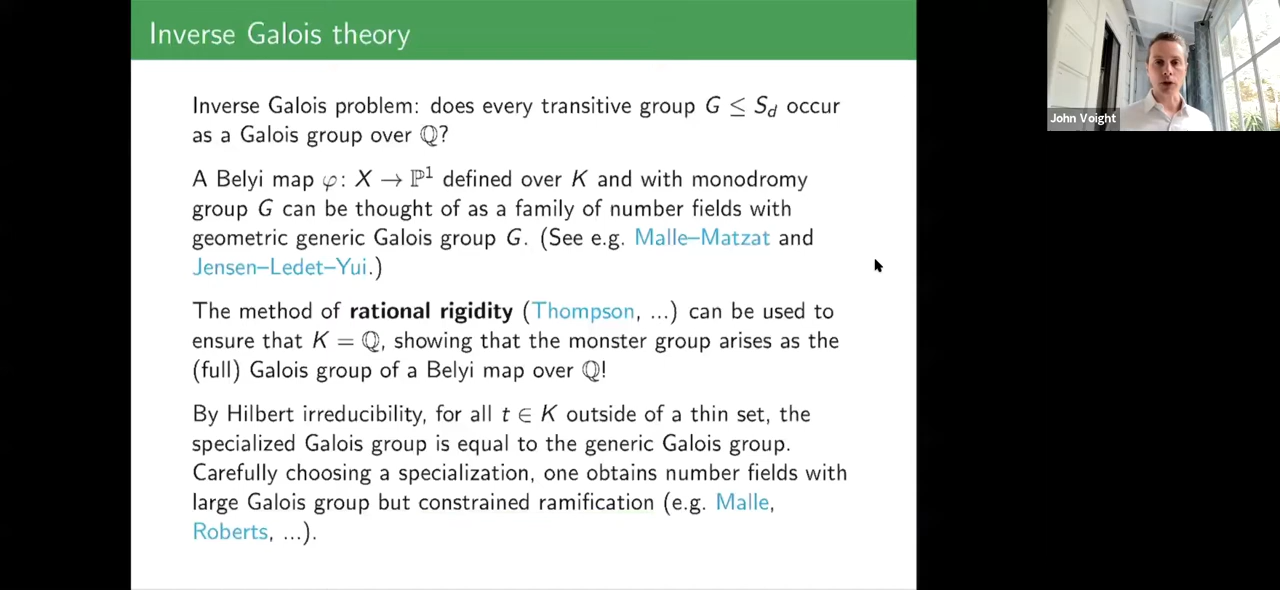 Inverse Galois theory
Inverse Galois problem: does every transitive group G ≤ S_d occur
as a Galois group over ℚ?
A Belyi map φ: X → ℙ¹ defined over K and with monodromy
group G can be thought of as a family of number fields with
geometric generic Galois group G. (See e.g. Malle–Matzat and
Jensen–Ledet–Yui.)
The method of rational rigidity (Thompson, ...) can be used to
ensure that K = ℚ, showing that the monster group arises as the
(full) Galois group of a Belyi map over ℚ!
By Hilbert irreducibility, for all t ∈ K outside of a thin set, the
specialized Galois group is equal to the generic Galois group.
Carefully choosing a specialization, one obtains number fields with
large Galois group but constrained ramification (e.g. Malle,
Roberts, ...).
John Voight